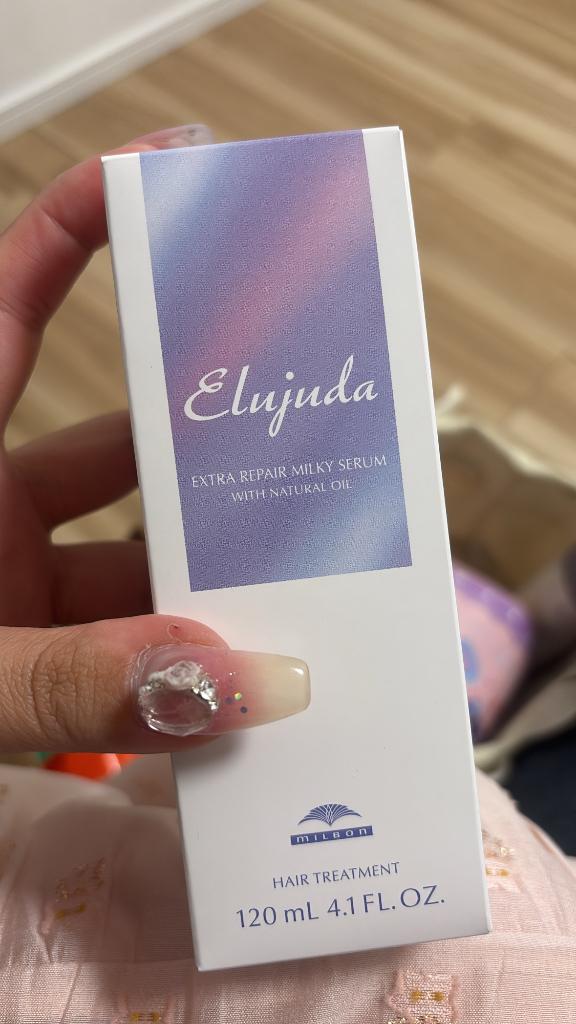 Elujuda
EXTRA REPAIR MILKY SERUM
WITH NATURAL OIL
MILBON
HAIR TREATMENT
120 mL 4.1 FL. OZ.